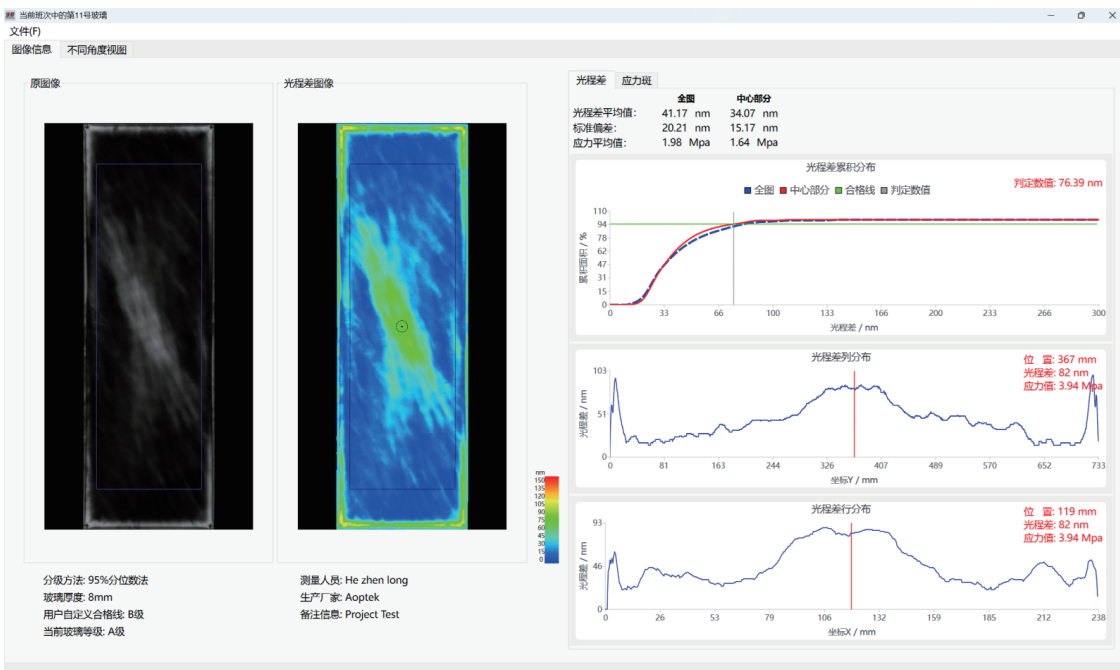 当前班次中的第11号玻璃
文件(F)
图像信息 不同角度视图
原图像
光程差图像
nm
150
135
120
105
90
75
60
45
30
15
0
分级方法: 95%分位数法
玻璃厚度: 8mm
用户自定义合格线: B级
当前玻璃等级: A级
测量人员: He zhen long
生产厂家: Aoptek
备注信息: Project Test
光程差 应力斑
全图 中心部分
光程差平均值: 41.17 nm 34.07 nm
标准偏差: 20.21 nm 15.17 nm
应力平均值: 1.98 Mpa 1.64 Mpa
光程差累积分布
全图 中心部分 合格线 判定数值
判定数值: 76.39 nm
累积面积 / %
110
94
78
62
47
31
15
0
0 33 66 100 133 166 200 233 266 300
光程差 / nm
光程差列分布
位 置: 367 mm
光程差: 82 nm
应力值: 3.94 Mpa
光程差 / nm
103
51
0
0 81 163 244 326 407 489 570 652 733
坐标Y / mm
光程差行分布
位 置: 119 mm
光程差: 82 nm
应力值: 3.94 Mpa
光程差 / nm
93
46
0
0 26 53 79 106 132 159 185 212 238
坐标X / mm